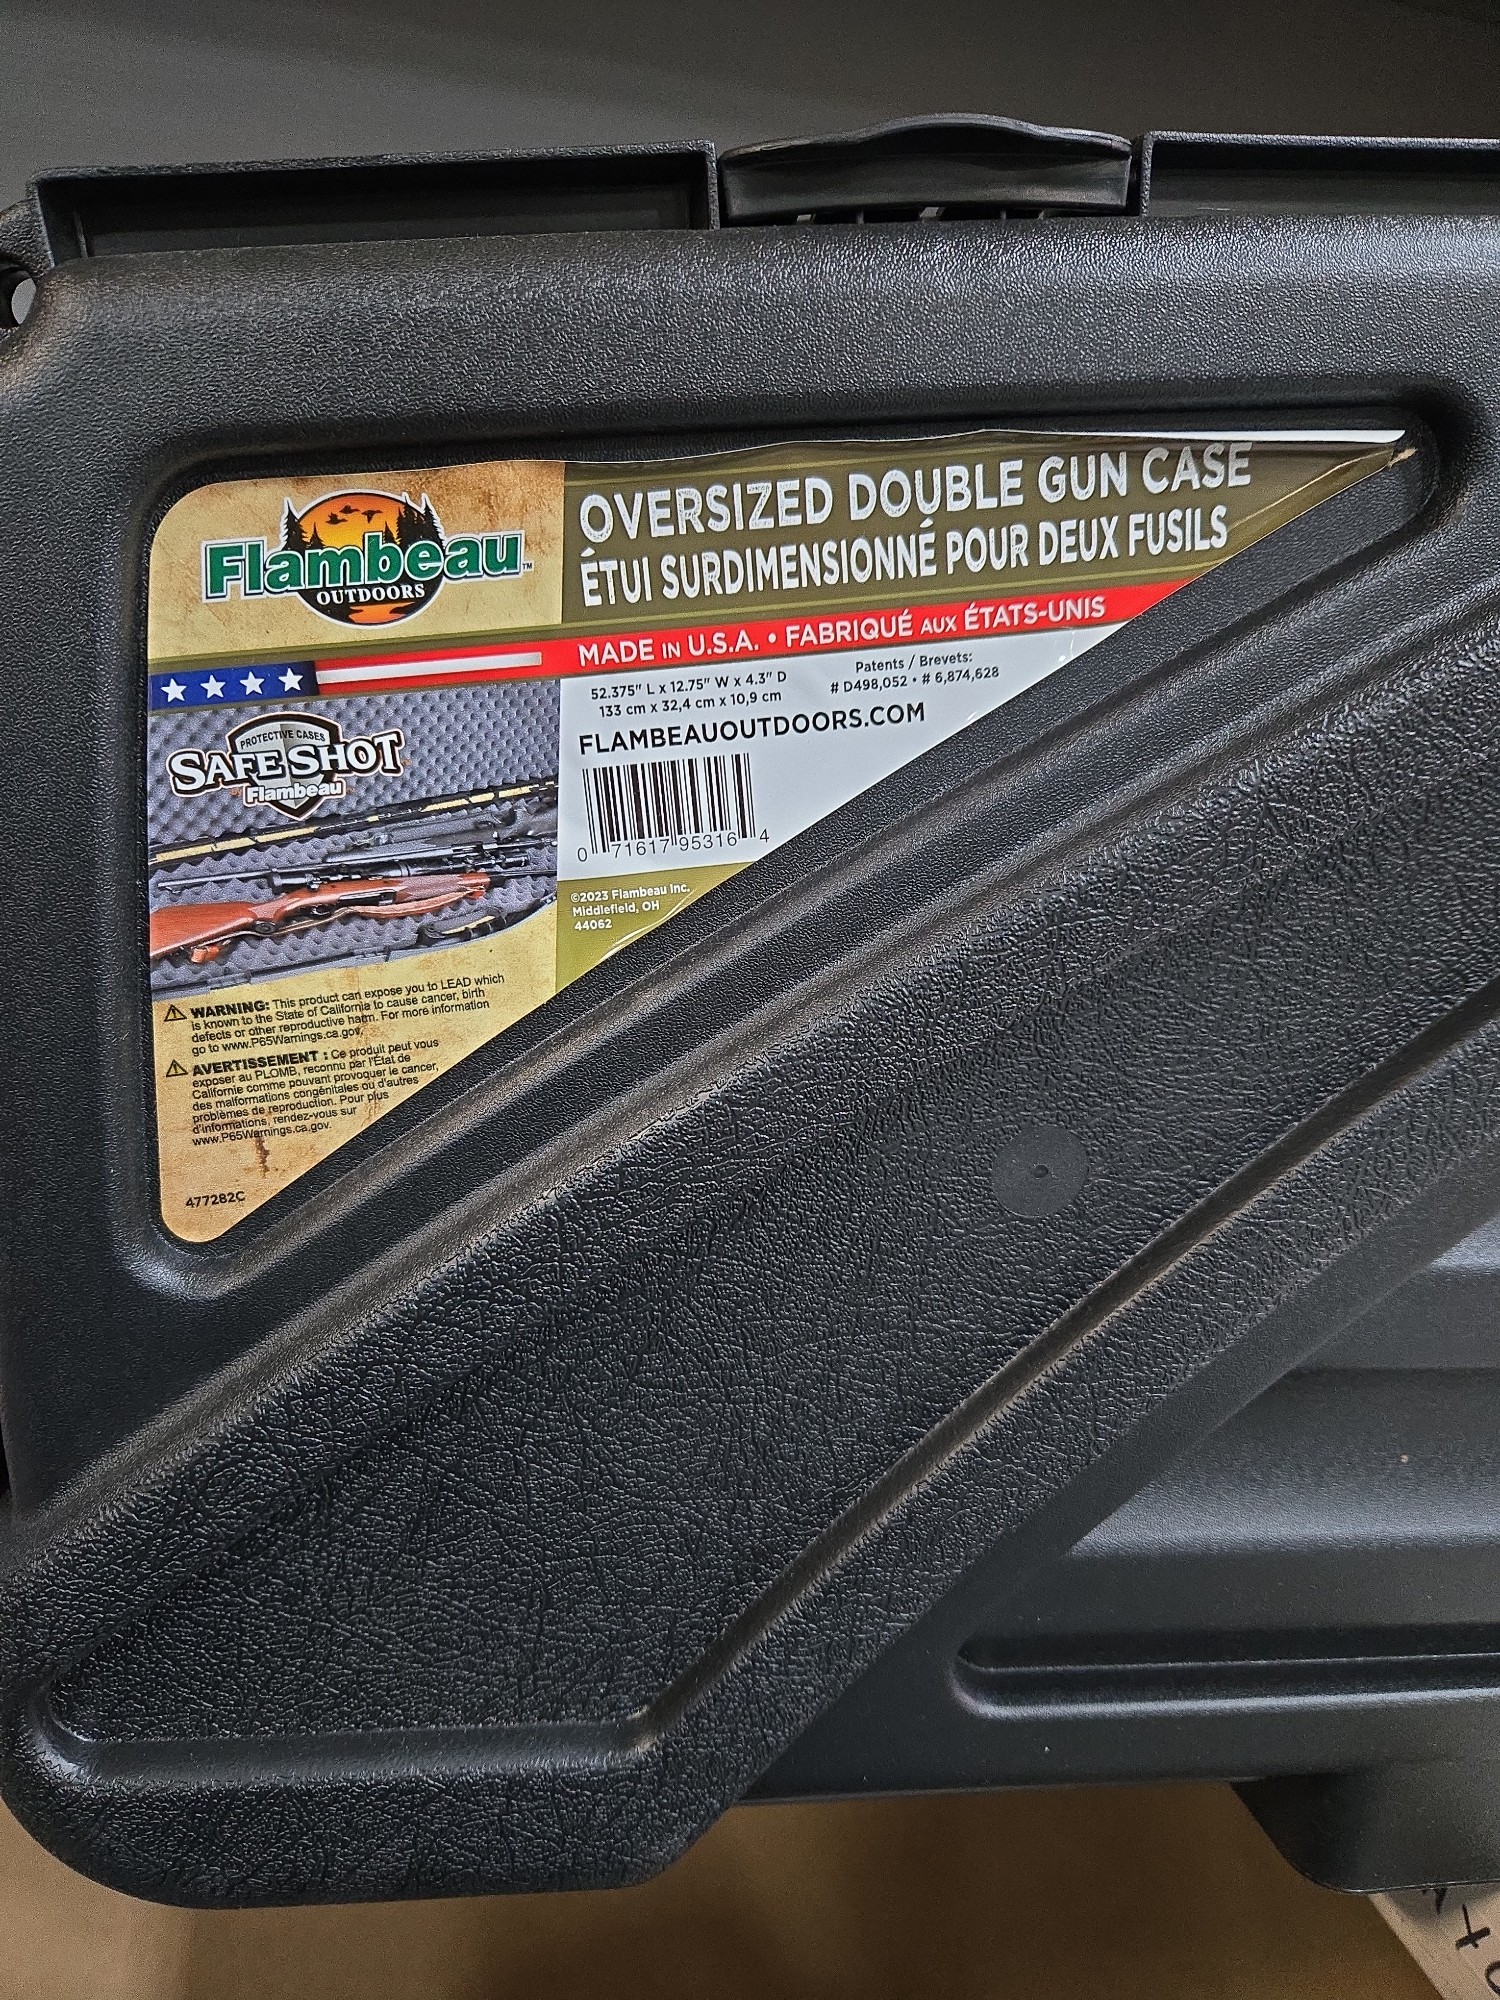 Flambeau™
OUTDOORS
OVERSIZED DOUBLE GUN CASE
ÉTUI SURDIMENSIONNÉ POUR DEUX FUSILS
MADE IN U.S.A. • FABRIQUÉ AUX ÉTATS-UNIS
52.375" L x 12.75" W x 4.3" D
133 cm x 32,4 cm x 10,9 cm
Patents / Brevets:
# D498,052 • # 6,874,628
FLAMBEAUOUTDOORS.COM
0 71617 95316 4
©2023 Flambeau Inc.
Middlefield, OH
44062
PROTECTIVE CASES
SAFE SHOT
Flambeau
WARNING: This product can expose you to LEAD which
is known to the State of California to cause cancer, birth
defects or other reproductive harm. For more information
go to www.P65Warnings.ca.gov.
AVERTISSEMENT : Ce produit peut vous
exposer au PLOMB, reconnu par l'État de
Californie comme pouvant provoquer le cancer,
des malformations congénitales ou d'autres
problèmes de reproduction. Pour plus
d'informations, rendez-vous sur
www.P65Warnings.ca.gov.
477282C